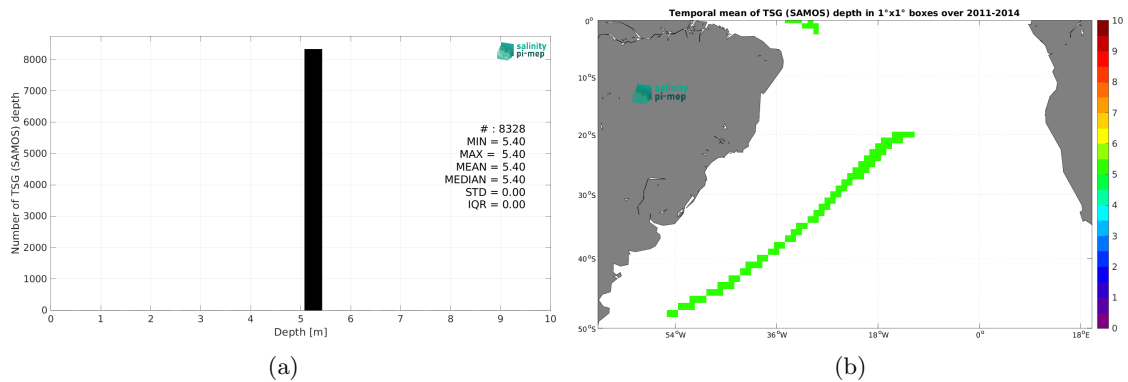 salinity
pi-mep
Number of TSG (SAMOS) depth
8000
7000
6000
5000
4000
3000
2000
1000
0
# : 8328
MIN = 5.40
MAX = 5.40
MEAN = 5.40
MEDIAN = 5.40
STD = 0.00
IQR = 0.00
0 1 2 3 4 5 6 7 8 9 10
Depth [m]
(a)
Temporal mean of TSG (SAMOS) depth in 1°x1° boxes over 2011-2014
salinity
pi-mep
0°
10°S
20°S
30°S
40°S
50°S
54°W 36°W 18°W 0° 18°E
10
9
8
7
6
5
4
3
2
1
0
(b)